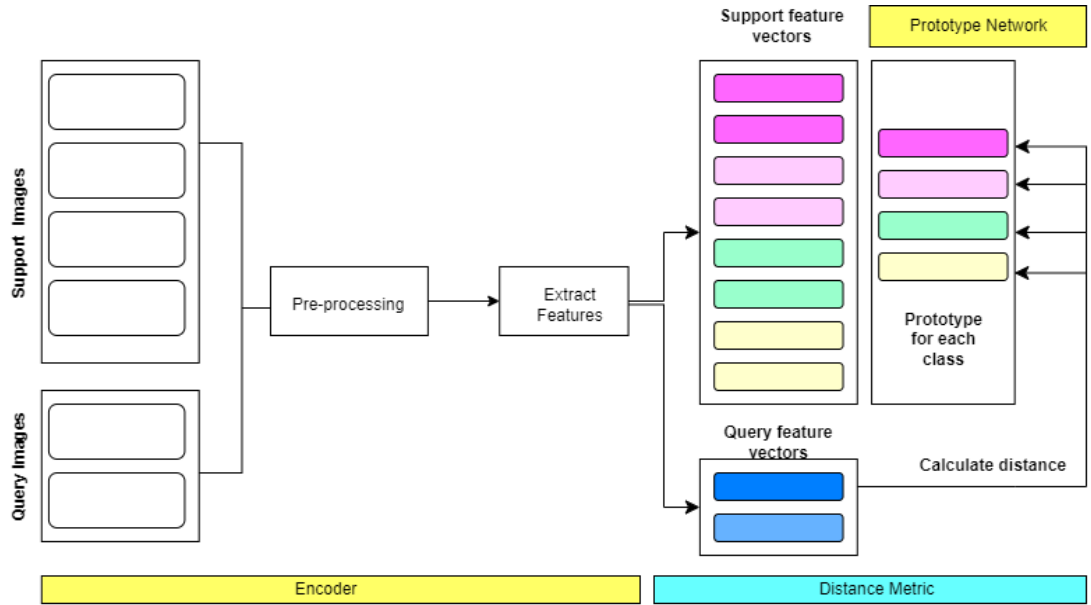 Support feature
vectors
Prototype Network
Support Images
Pre-processing
Extract
Features
Prototype
for each
class
Query Images
Query feature
vectors
Calculate distance
Encoder
Distance Metric